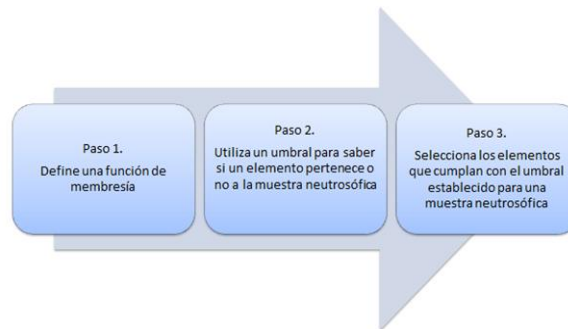 Paso 1.
Define una función de
membresía
Paso 2.
Utiliza un umbral para saber
si un elemento pertenece o
no a la muestra neutrosófica
Paso 3.
Selecciona los elementos
que cumplan con el umbral
establecido para una
muestra neutrosófica